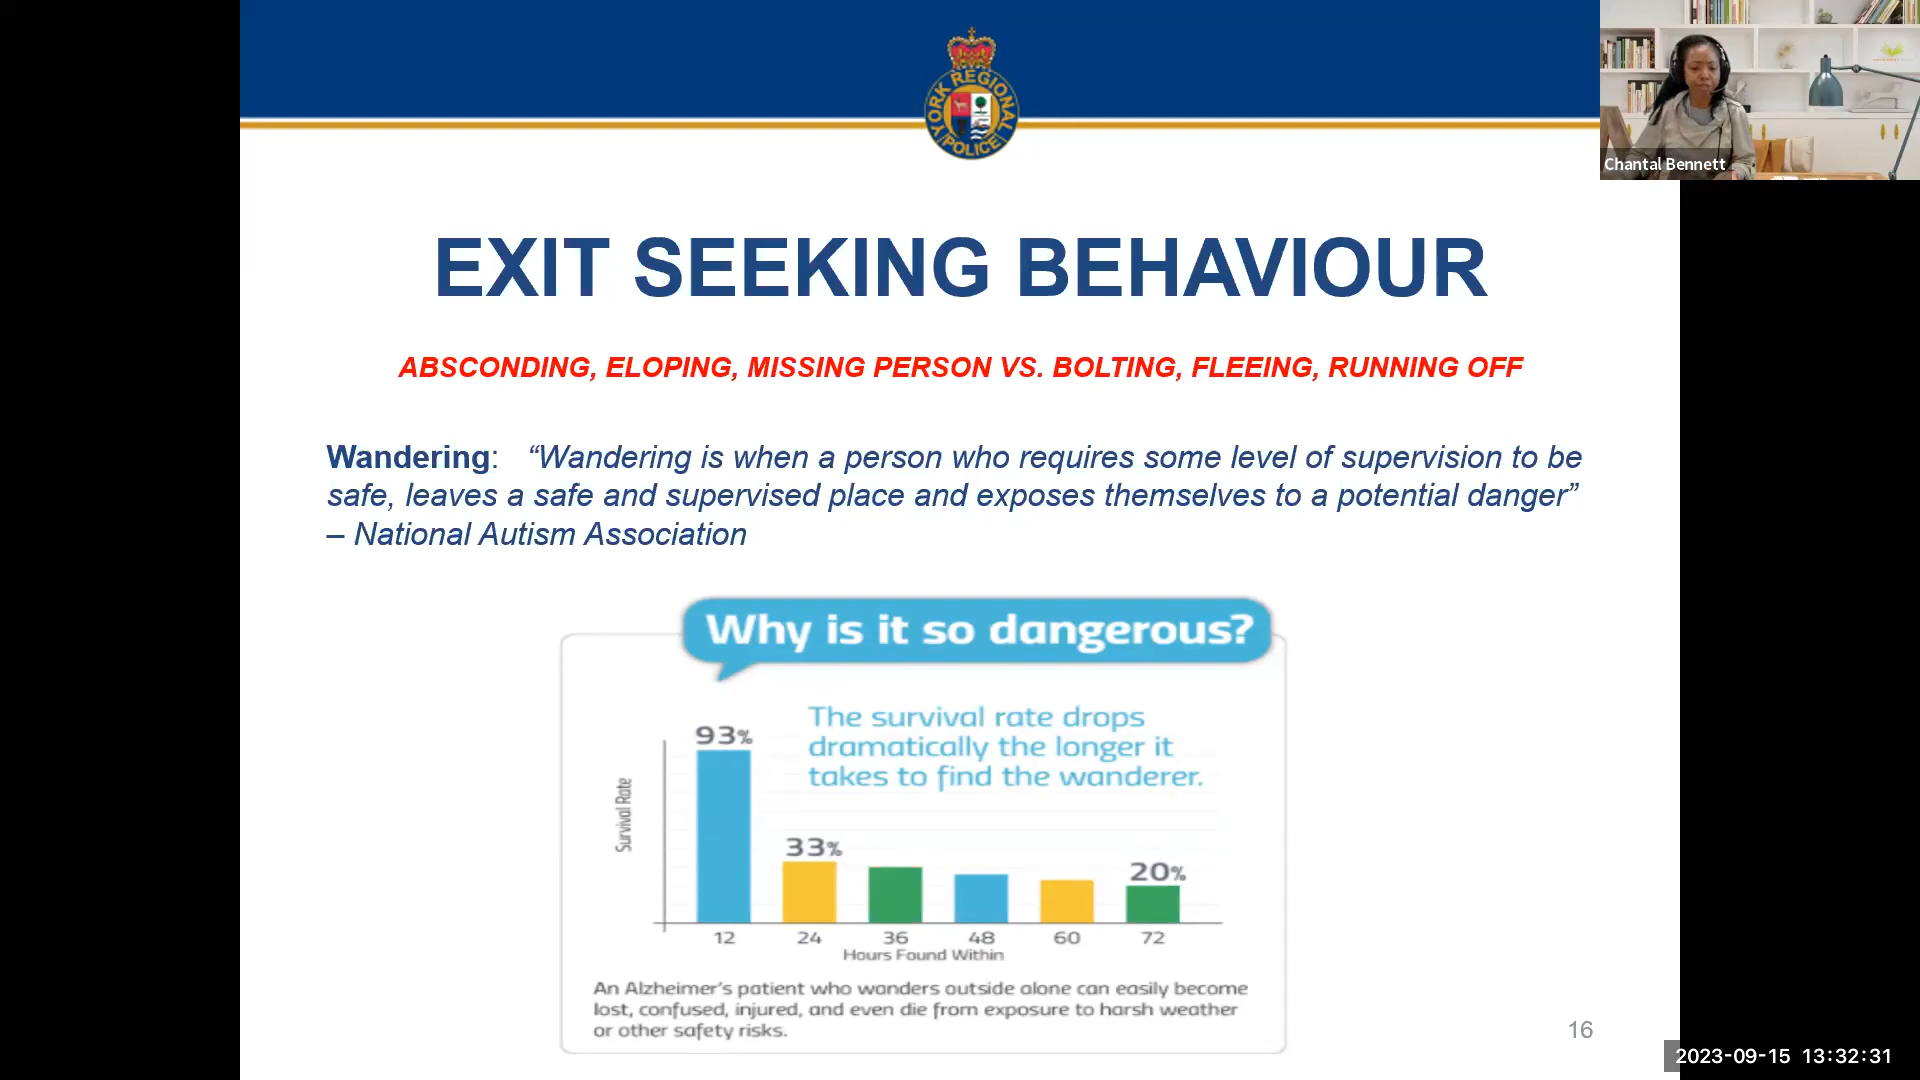 YORK REGIONAL
POLICE
Chantal Bennett
EXIT SEEKING BEHAVIOUR
ABSCONDING, ELOPING, MISSING PERSON VS. BOLTING, FLEEING, RUNNING OFF
Wandering: “Wandering is when a person who requires some level of supervision to be
safe, leaves a safe and supervised place and exposes themselves to a potential danger”
– National Autism Association
Why is it so dangerous?
The survival rate drops
dramatically the longer it
takes to find the wanderer.
93%
33%
20%
Survival Rate
12 24 36 48 60 72
Hours Found Within
An Alzheimer's patient who wanders outside alone can easily become
lost, confused, injured, and even die from exposure to harsh weather
or other safety risks.
16
2023-09-15 13:32:31